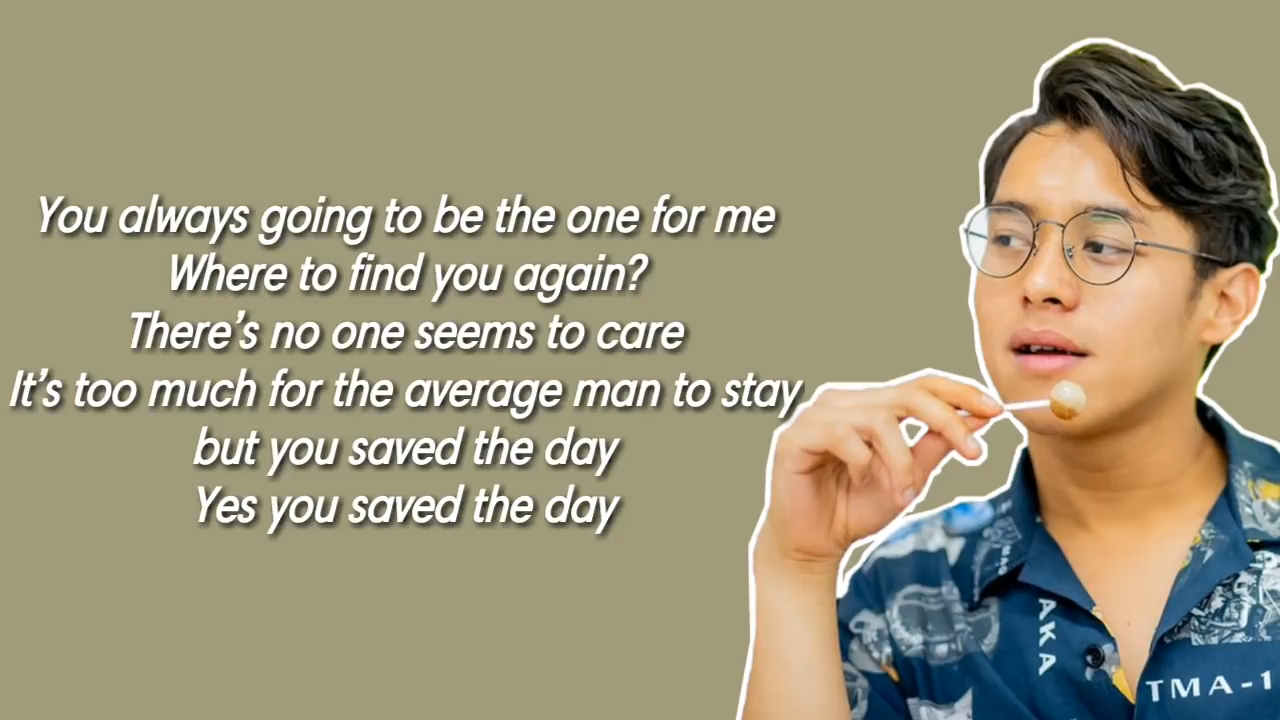 You always going to be the one for me
Where to find you again?
There’s no one seems to care
It’s too much for the average man to stay
but you saved the day
Yes you saved the day
AKA
TMA-1